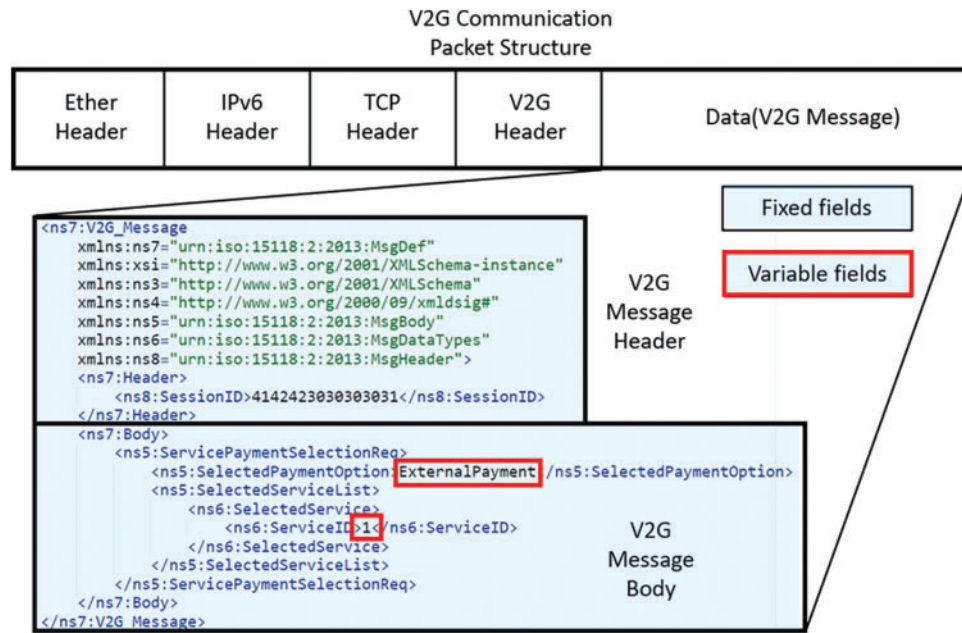 V2G Communication
Packet Structure
Ether
Header
IPv6
Header
TCP
Header
V2G
Header
Data(V2G Message)
Fixed fields
Variable fields
<ns7:V2G_Message
xmlns:ns7="urn:iso:15118:2:2013:MsgDef"
xmlns:xsi="http://www.w3.org/2001/XMLSchema-instance"
xmlns:ns3="http://www.w3.org/2001/XMLSchema"
xmlns:ns4="http://www.w3.org/2000/09/xmldsig#"
xmlns:ns5="urn:iso:15118:2:2013:MsgBody"
xmlns:ns6="urn:iso:15118:2:2013:MsgDataTypes"
xmlns:ns8="urn:iso:15118:2:2013:MsgHeader">
<ns7:Header>
<ns8:SessionID>4142423030303031</ns8:SessionID>
</ns7:Header>
V2G
Message
Header
<ns7:Body>
<ns5:ServicePaymentSelectionReq>
<ns5:SelectedPaymentOption>ExternalPayment</ns5:SelectedPaymentOption>
<ns5:SelectedServiceList>
<ns6:SelectedService>
<ns6:ServiceID>1</ns6:ServiceID>
</ns6:SelectedService>
</ns5:SelectedServiceList>
</ns5:ServicePaymentSelectionReq>
</ns7:Body>
</ns7:V2G_Message>
V2G
Message
Body